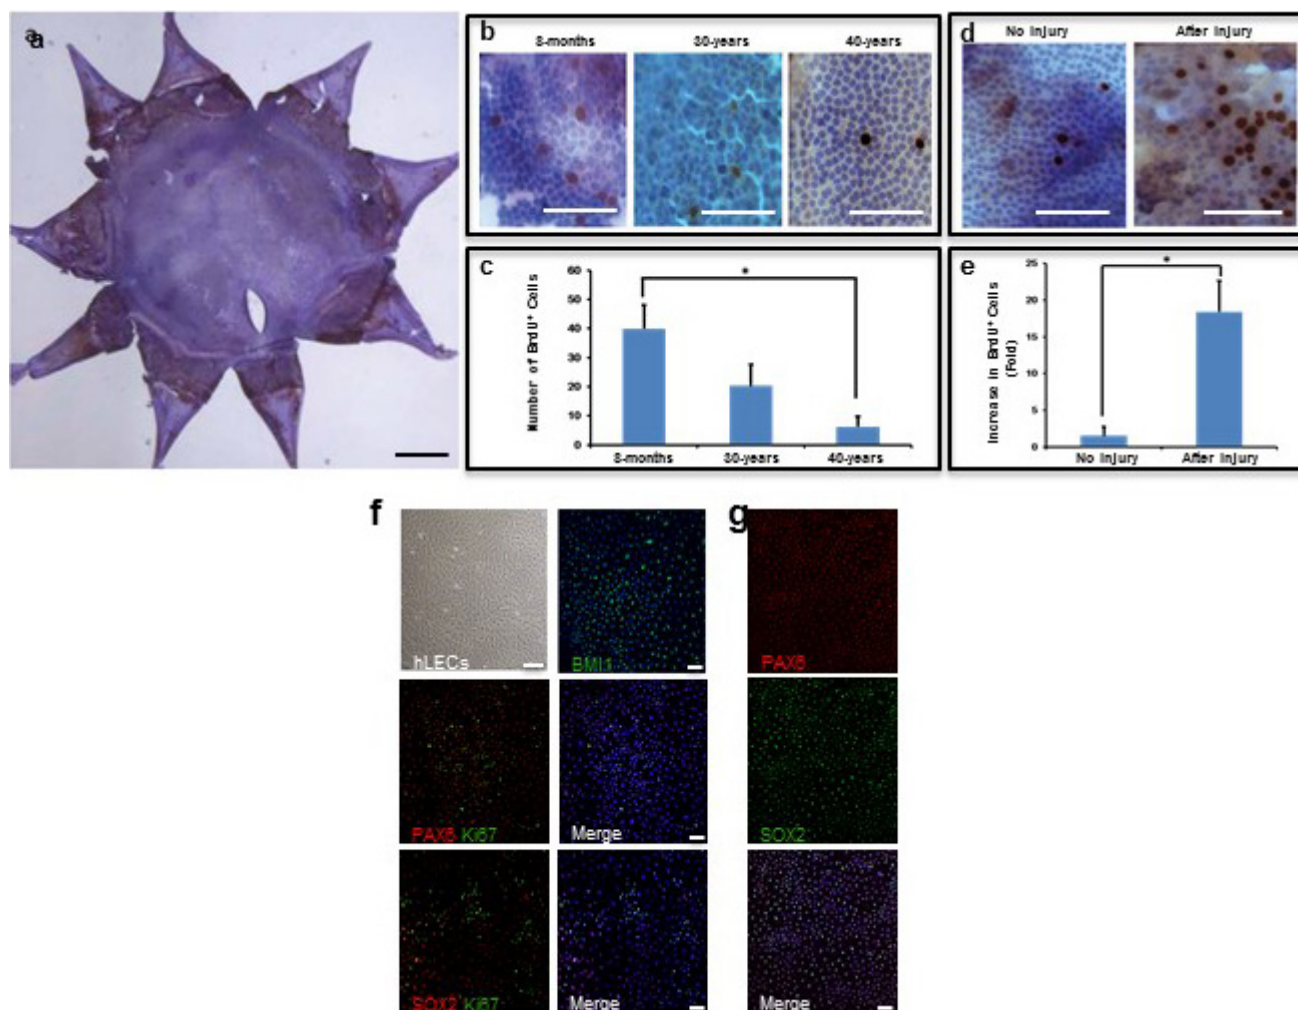 a a
b
8-months 30-years 40-years
d
No Injury After Injury
c
Number of BrdU+ Cells
60
50
40
30
20
10
0
*
8-months 30-years 40-years
e
Increase in BrdU+ Cells
(Fold)
25
20
15
10
5
0
*
No Injury After Injury
f
hLECs BMI1
PAX6 Ki67 Merge
SOX2 Ki67 Merge
g
PAX6
SOX2
Merge